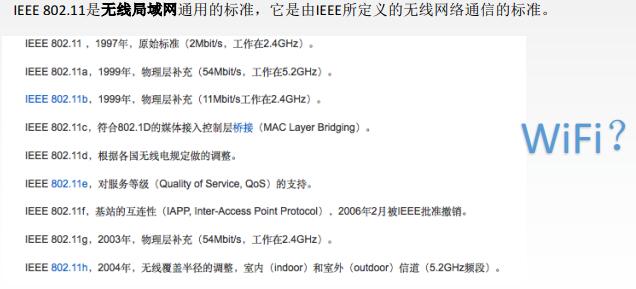 IEEE 802.11是无线局域网通用的标准，它是由IEEE所定义的无线网络通信的标准。
IEEE 802.11，1997年，原始标准（2Mbit/s，工作在2.4GHz）。
IEEE 802.11a，1999年，物理层补充（54Mbit/s，工作在5.2GHz）。
IEEE 802.11b，1999年，物理层补充（11Mbit/s工作在2.4GHz）。
IEEE 802.11c，符合802.1D的媒体接入控制层桥接（MAC Layer Bridging）。
IEEE 802.11d，根据各国无线电规定做的调整。
IEEE 802.11e，对服务等级（Quality of Service, QoS）的支持。
IEEE 802.11f，基站的互连性（IAPP, Inter-Access Point Protocol），2006年2月被IEEE批准撤销。
IEEE 802.11g，2003年，物理层补充（54Mbit/s，工作在2.4GHz）。
IEEE 802.11h，2004年，无线覆盖半径的调整，室内（indoor）和室外（outdoor）信道（5.2GHz频段）。
WiFi？